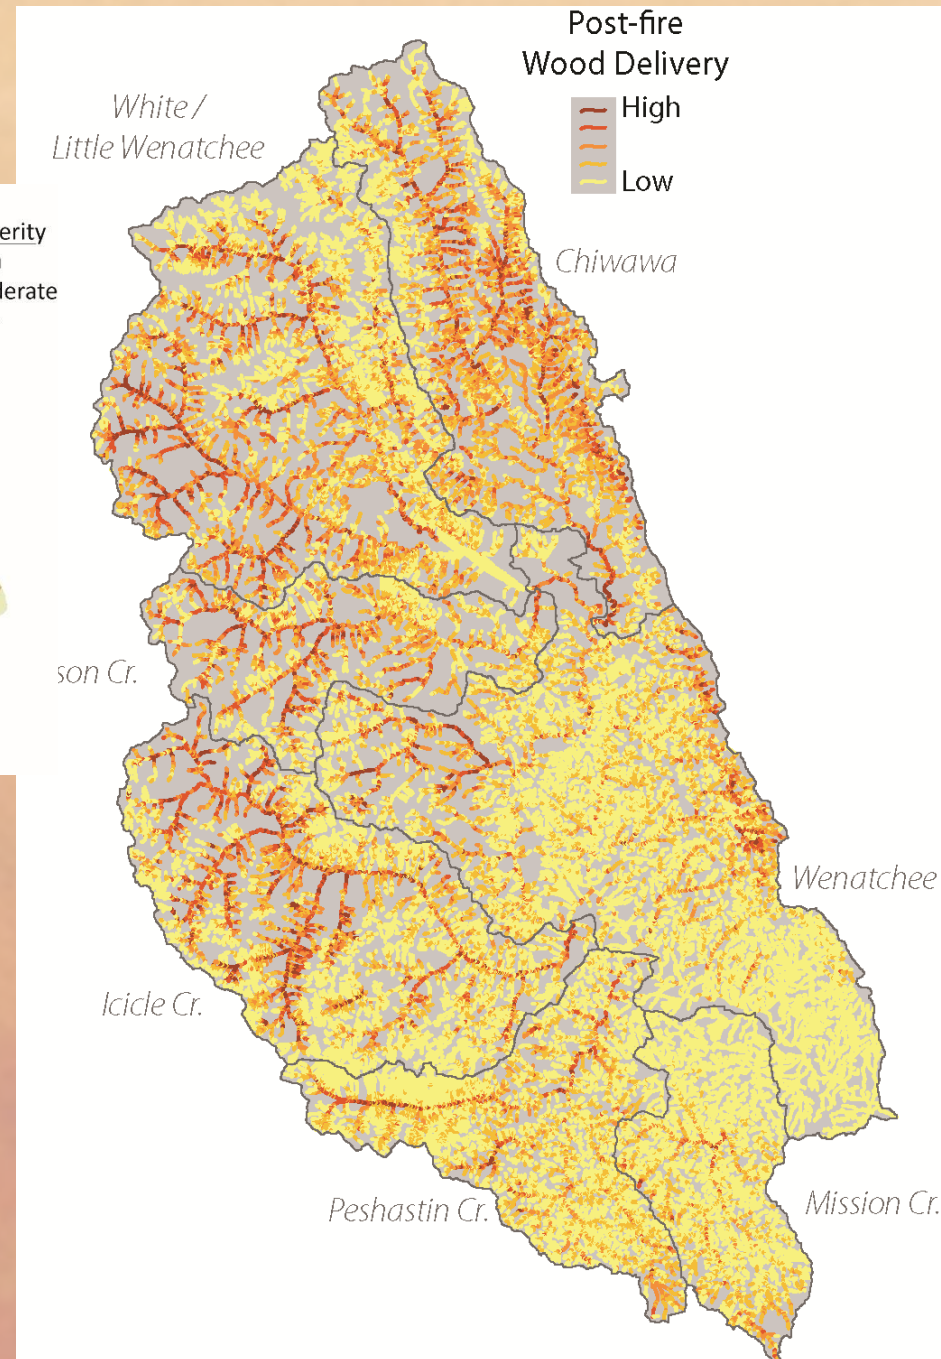 Post-fire
Wood Delivery
High
Low
White /
Little Wenatchee
erity
derate
Chiwawa
son Cr.
Wenatchee
Icicle Cr.
Peshastin Cr.
Mission Cr.